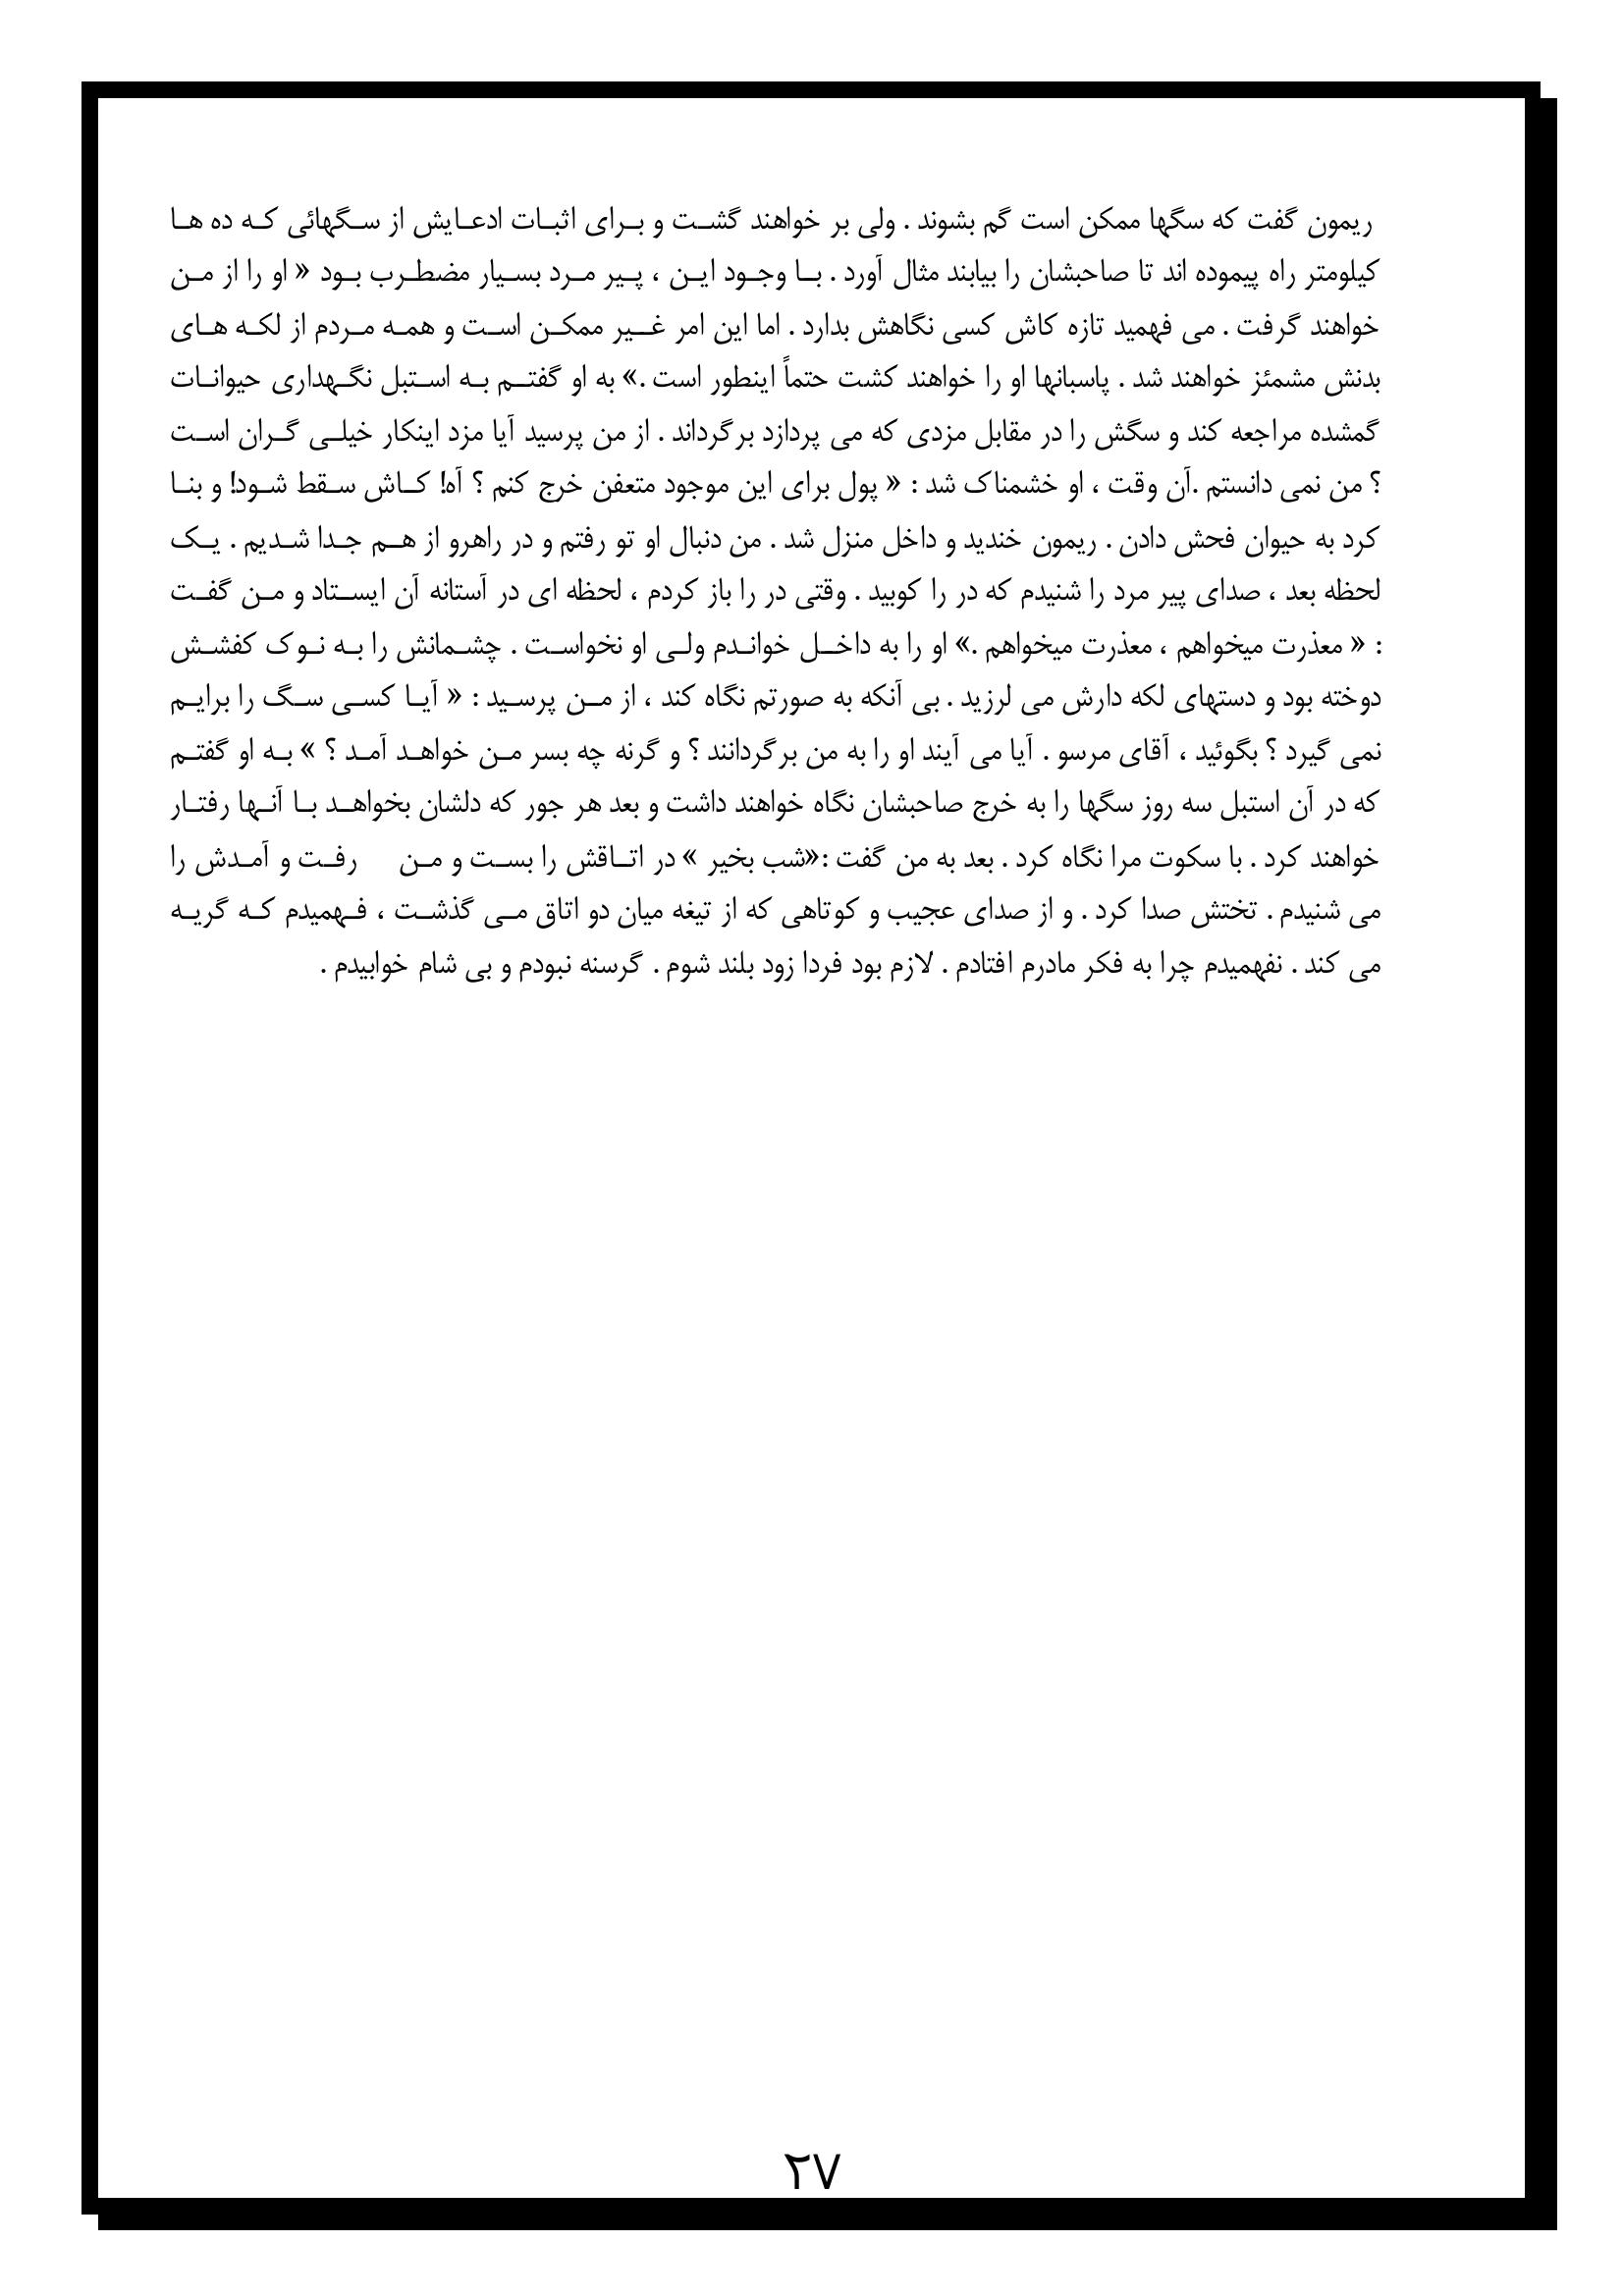 ریمون گفت که سگها ممکن است گم بشوند . ولی بر خواهند گشت و برای اثبات ادعایش از سگهائی که ده ها
کیلومتر راه پیموده اند تا صاحبشان را بیابند مثال آورد . با وجود این ، پیر مرد بسیار مضطرب بود « او را از من
خواهند گرفت . می فهمید تازه کاش کسی نگاهش بدارد . اما این امر غیر ممکن است و همه مردم از لکه های
بدنش مشمئز خواهند شد . پاسبانها او را خواهند کشت حتماً اینطور است .» به او گفتم به استبل نگهداری حیوانات
گمشده مراجعه کند و سگش را در مقابل مزدی که می پردازد برگرداند . از من پرسید آیا مزد اینکار خیلی گران است
؟ من نمی دانستم .آن وقت ، او خشمناک شد : « پول برای این موجود متعفن خرج کنم ؟ آه! کاش سقط شود! و بنا
کرد به حیوان فحش دادن . ریمون خندید و داخل منزل شد . من دنبال او تو رفتم و در راهرو از هم جدا شدیم . یک
لحظه بعد ، صدای پیر مرد را شنیدم که در را کوبید . وقتی در را باز کردم ، لحظه ای در آستانه آن ایستاد و من گفت
: « معذرت میخواهم ، معذرت میخواهم .» او را به داخل خواندم ولی او نخواست . چشمانش را به نوک کفشش
دوخته بود و دستهای لکه دارش می لرزید . بی آنکه به صورتم نگاه کند ، از من پرسید : « آیا کسی سگ را برایم
نمی گیرد ؟ بگوئید ، آقای مرسو . آیا می آیند او را به من برگردانند ؟ و گرنه چه بسر من خواهد آمد ؟ » به او گفتم
که در آن استبل سه روز سگها را به خرج صاحبشان نگاه خواهند داشت و بعد هر جور که دلشان بخواهد با آنها رفتار
خواهند کرد . با سکوت مرا نگاه کرد . بعد به من گفت :«شب بخیر » در اتاقش را بست و من رفت و آمدش را
می شنیدم . تختش صدا کرد . و از صدای عجیب و کوتاهی که از تیغه میان دو اتاق می گذشت ، فهمیدم که گریه
می کند . نفهمیدم چرا به فکر مادرم افتادم . لازم بود فردا زود بلند شوم . گرسنه نبودم و بی شام خوابیدم .
۲۷